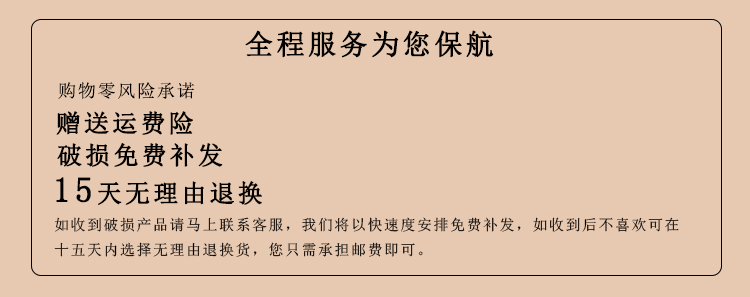 全程服务为您保航
购物零风险承诺
赠送运费险
破损免费补发
15天无理由退换
如收到破损产品请马上联系客服，我们将以快速度安排免费补发，如收到后不喜欢可在
十五天内选择无理由退换货，您只需承担邮费即可。